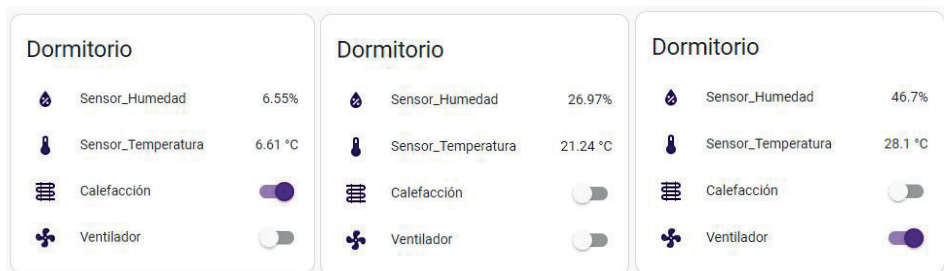 Dormitorio
Sensor_Humedad 6.55%
Sensor_Temperatura 6.61 °C
Calefacción
Ventilador
Dormitorio
Sensor_Humedad 26.97%
Sensor_Temperatura 21.24 °C
Calefacción
Ventilador
Dormitorio
Sensor_Humedad 46.7%
Sensor_Temperatura 28.1 °C
Calefacción
Ventilador